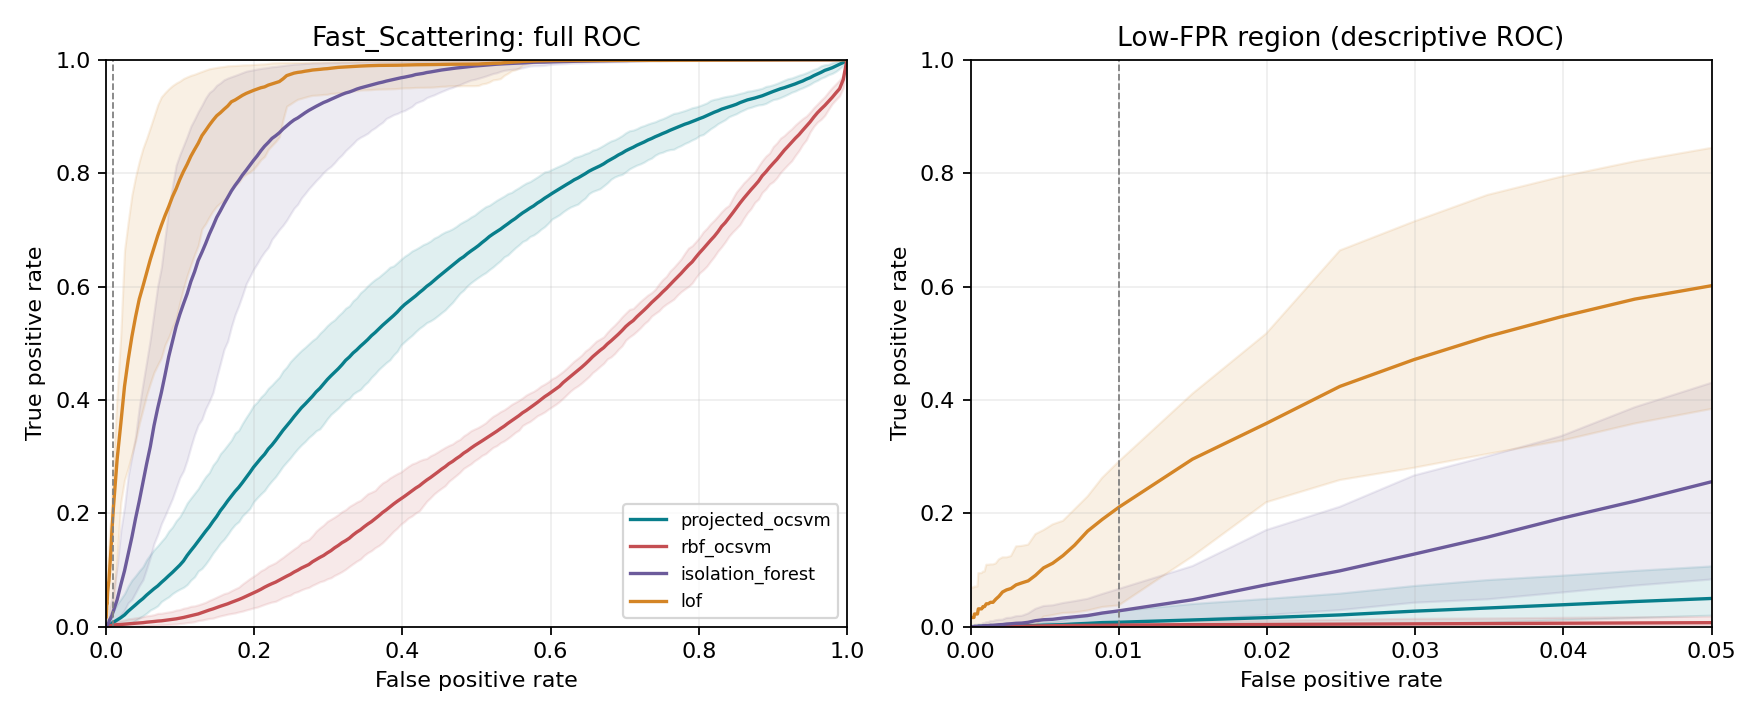 Fast_Scattering: full ROC
1.0
0.8
0.6
0.4
0.2
0.0
True positive rate
projected_ocsvm
rbf_ocsvm
isolation_forest
lof
0.0 0.2 0.4 0.6 0.8 1.0
False positive rate
Low-FPR region (descriptive ROC)
1.0
0.8
0.6
0.4
0.2
0.0
True positive rate
0.00 0.01 0.02 0.03 0.04 0.05
False positive rate